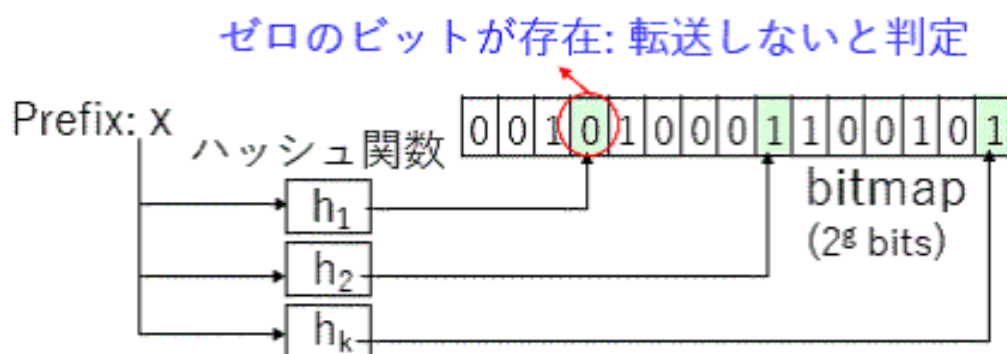 ゼロのビットが存在: 転送しないと判定
Prefix: x
ハッシュ関数
0 0 1 0 1 0 0 0 1 1 0 0 1 0 1
h1
h2
hk
bitmap
(2^g bits)